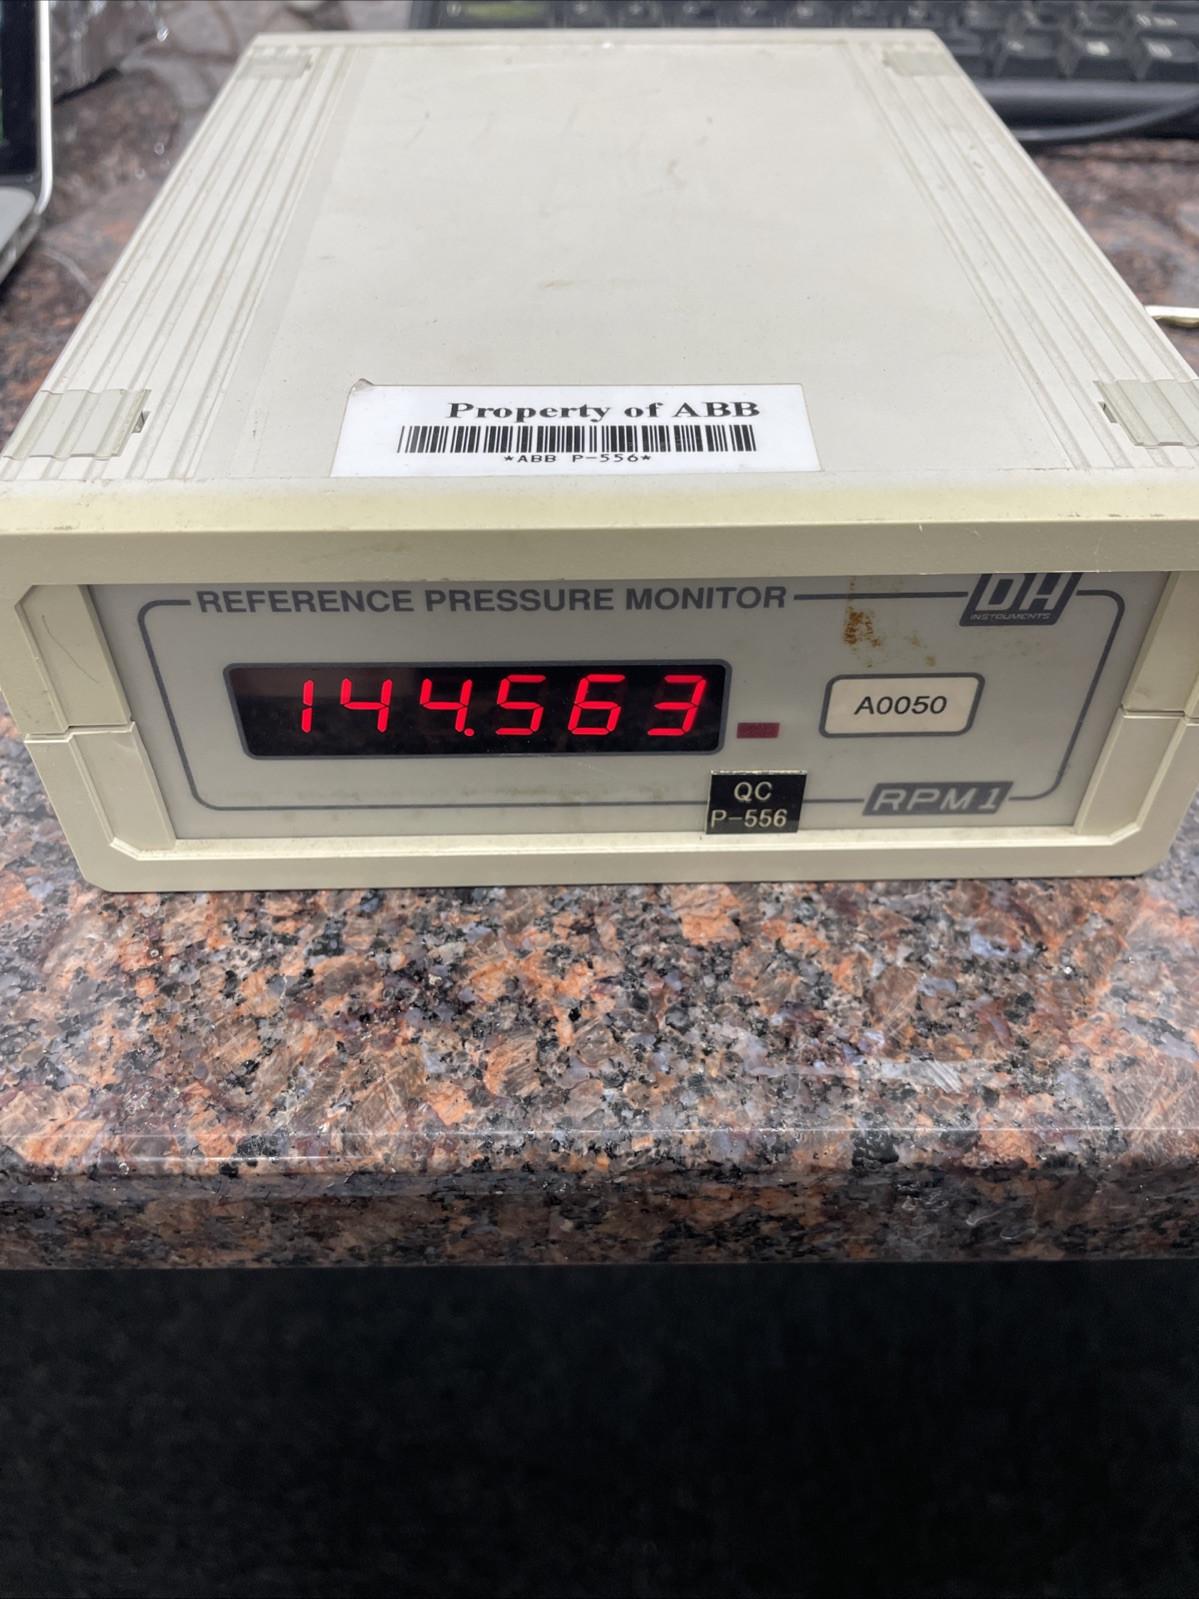 Property of ABB
*ABB P-556*
REFERENCE PRESSURE MONITOR
DH
INSTRUMENTS
144.563
A0050
QC
P-556
RPM1